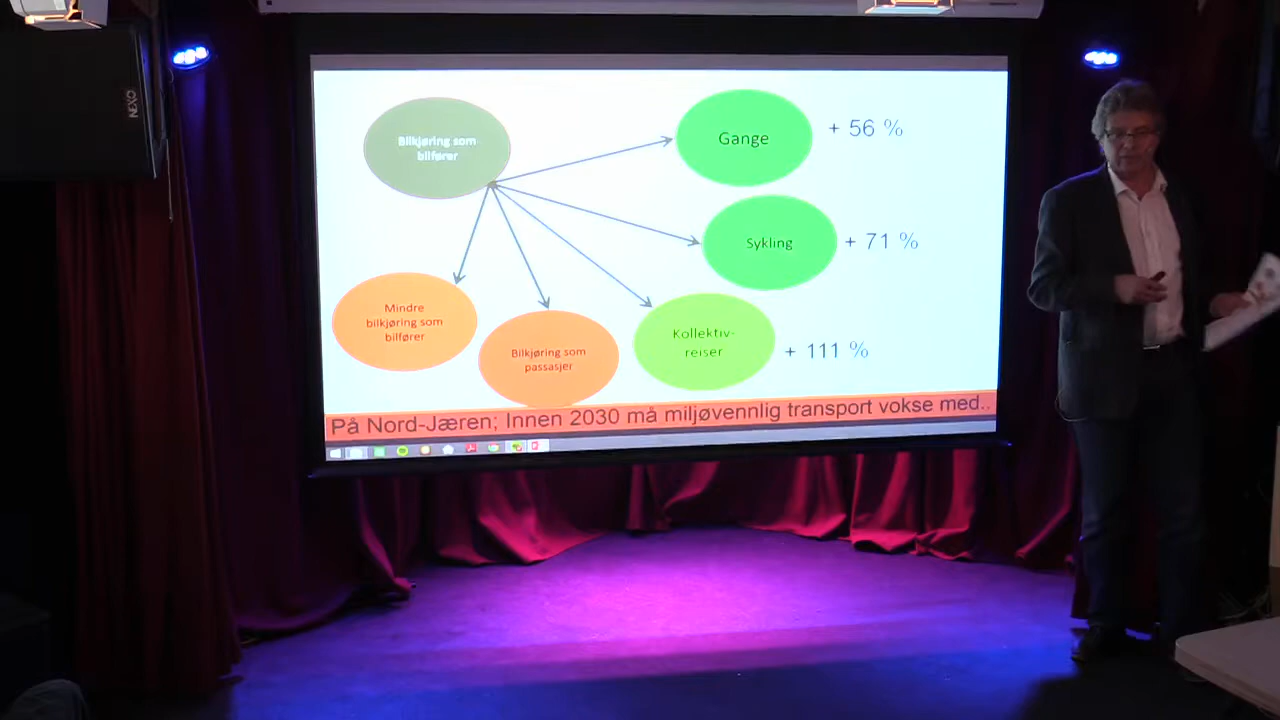 NEXO
Bilkjøring som
bilfører
Gange
+ 56 %
Sykling
+ 71 %
Mindre
bilkjøring som
bilfører
Bilkjøring som
passasjer
Kollektiv-
reiser
+ 111 %
På Nord-Jæren; Innen 2030 må miljøvennlig transport vokse med..